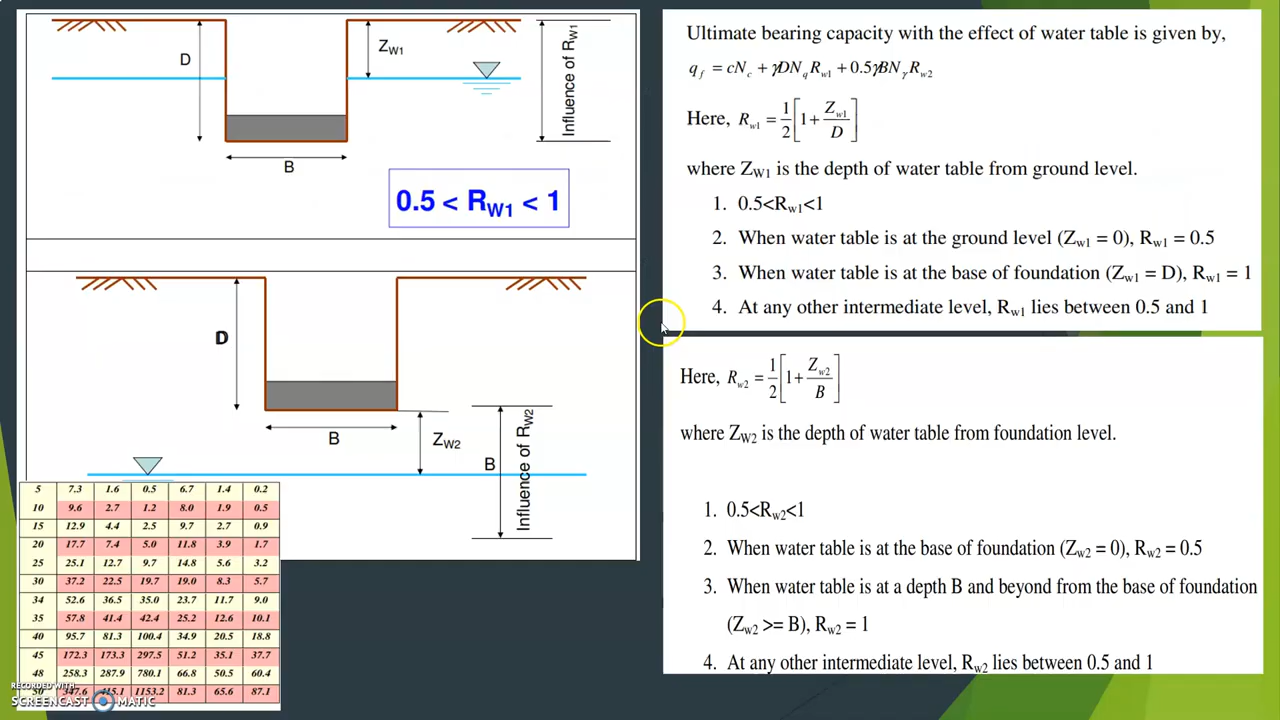 D
Z_W1
Influence of R_W1
B
0.5 < R_W1 < 1
D
B
Z_W2
B
Influence of R_W2
5 7.3 1.6 0.5 6.7 1.4 0.2
10 9.6 2.7 1.2 8.0 1.9 0.5
15 12.9 4.4 2.5 9.7 2.7 0.9
20 17.7 7.4 5.0 11.8 3.9 1.7
25 25.1 12.7 9.7 14.8 5.6 3.2
30 37.2 22.5 19.7 19.0 8.3 5.7
34 52.6 36.5 35.0 23.7 11.7 9.0
35 57.8 41.4 42.4 25.2 12.6 10.1
40 95.7 81.3 100.4 34.9 20.5 18.8
45 172.3 173.3 297.5 51.2 35.1 37.7
48 258.3 287.9 780.1 66.8 50.5 60.4
1153.2 81.3 65.6 87.1
RECORDED WITH
SCREENCAST MATIC
Ultimate bearing capacity with the effect of water table is given by,
q_f = cN_c + γDN_qR_w1 + 0.5γBN_γR_w2
Here, R_w1 = 1/2[1 + Z_w1/D]
where Z_W1 is the depth of water table from ground level.
1. 0.5<R_w1<1
2. When water table is at the ground level (Z_w1 = 0), R_w1 = 0.5
3. When water table is at the base of foundation (Z_w1 = D), R_w1 = 1
4. At any other intermediate level, R_w1 lies between 0.5 and 1
Here, R_w2 = 1/2[1 + Z_w2/B]
where Z_W2 is the depth of water table from foundation level.
1. 0.5<R_w2<1
2. When water table is at the base of foundation (Z_w2 = 0), R_w2 = 0.5
3. When water table is at a depth B and beyond from the base of foundation
(Z_w2 >= B), R_w2 = 1
4. At any other intermediate level, R_w2 lies between 0.5 and 1